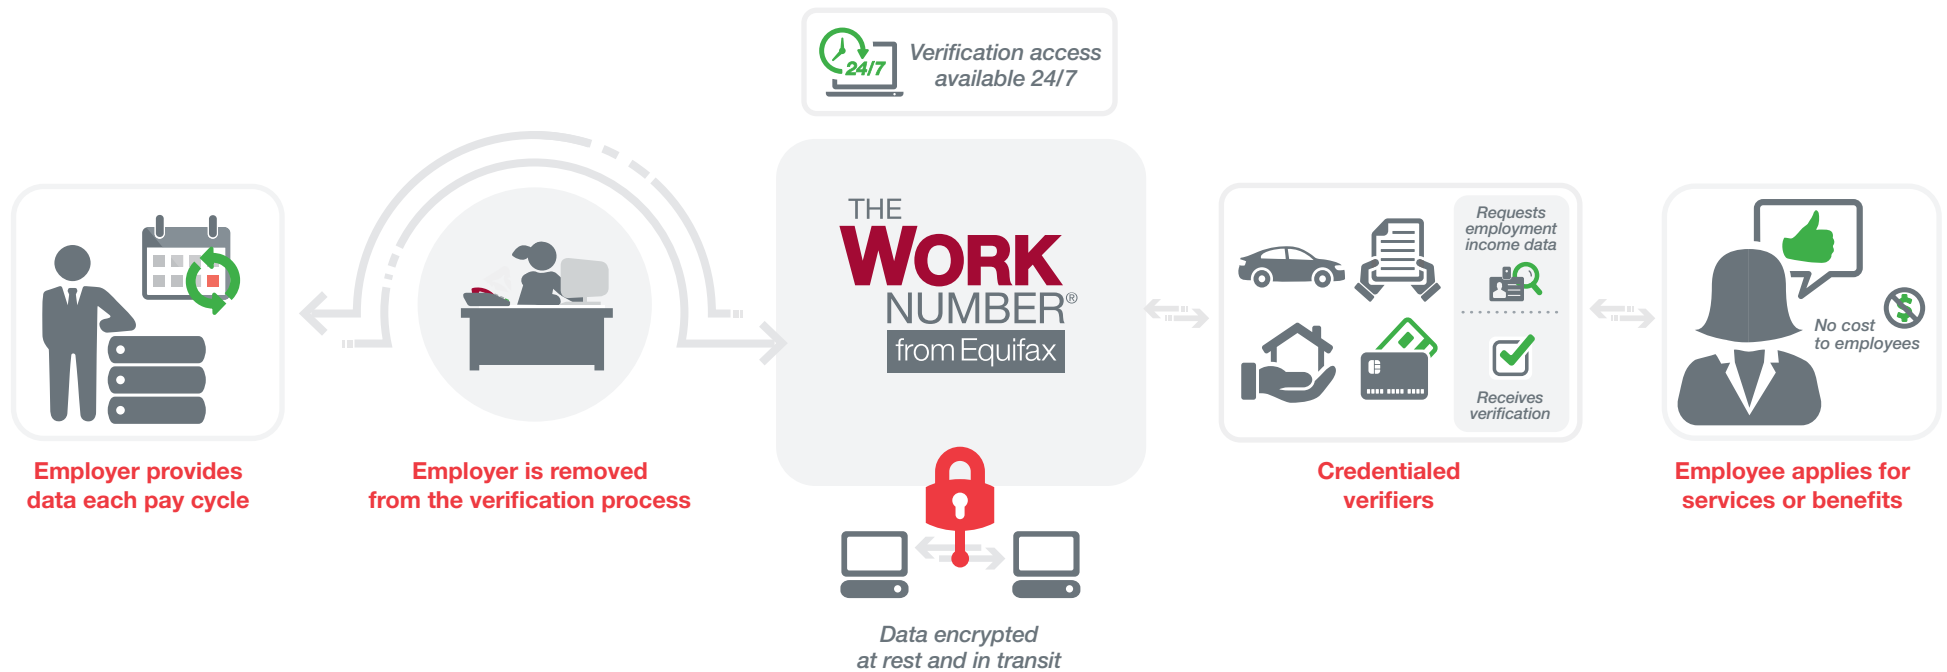 24/7
Verification access
available 24/7
THE
WORK
NUMBER®
from Equifax
Requests
employment
income data
Receives
verification
No cost
to employees
$
Employer provides
data each pay cycle
Employer is removed
from the verification process
Credentialed
verifiers
Employee applies for
services or benefits
Data encrypted
at rest and in transit